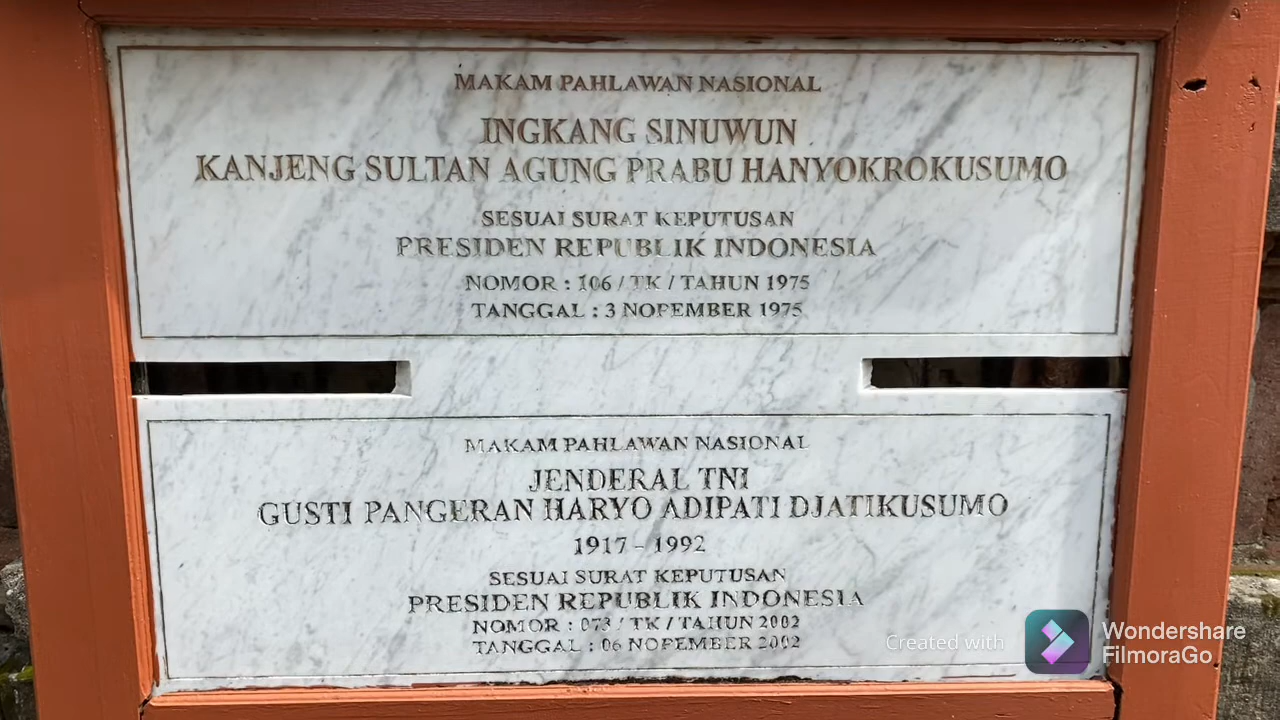 MAKAM PAHLAWAN NASIONAL
INGKANG SINUWUN
KANJENG SULTAN AGUNG PRABU HANYOKROKUSUMO
SESUAI SURAT KEPUTUSAN
PRESIDEN REPUBLIK INDONESIA
NOMOR : 106 / TK / TAHUN 1975
TANGGAL : 3 NOPEMBER 1975
MAKAM PAHLAWAN NASIONAL
JENDERAL TNI
GUSTI PANGERAN HARYO ADIPATI DJATIKUSUMO
1917 - 1992
SESUAI SURAT KEPUTUSAN
PRESIDEN REPUBLIK INDONESIA
NOMOR : 073 / TK / TAHUN 2002
TANGGAL : 06 NOPEMBER 2002
Created with
Wondershare
FilmoraGo